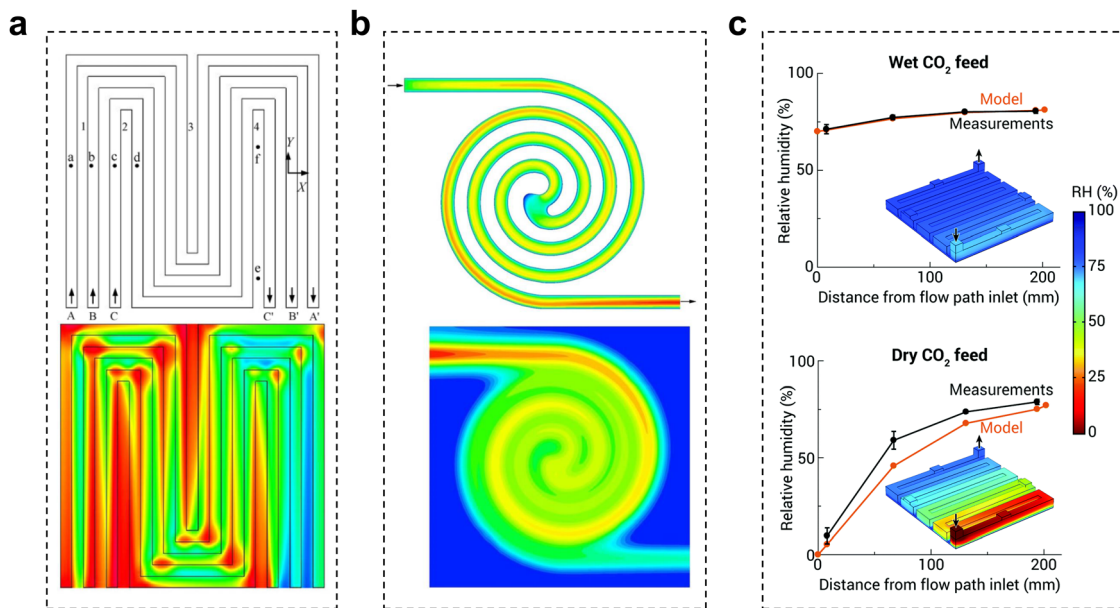 a
1
2
3
4
a
b
c
d
f
e
Y
X
A
B
C
C'
B'
A'
b
c
Wet CO₂ feed
100
50
0
Relative humidity (%)
Model
Measurements
0
100
200
Distance from flow path inlet (mm)
RH (%)
100
75
50
25
0
Dry CO₂ feed
100
50
0
Relative humidity (%)
Measurements
Model
0
100
200
Distance from flow path inlet (mm)